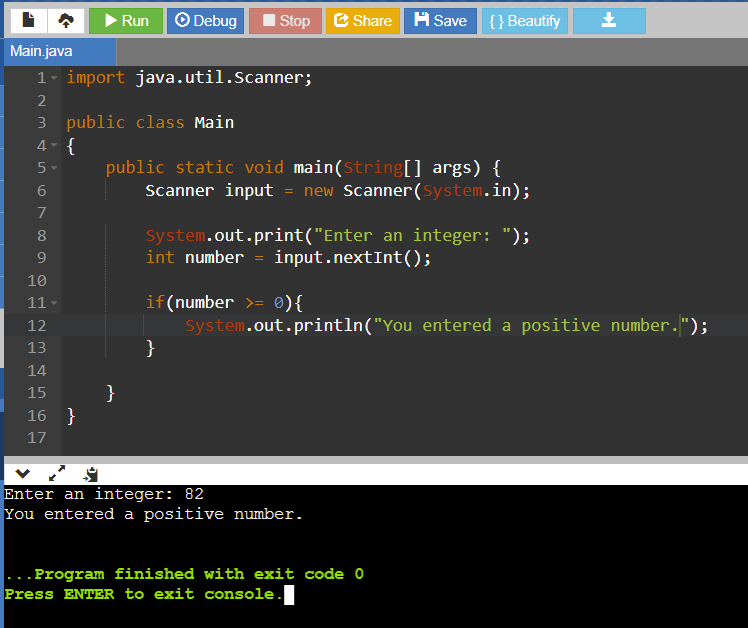 Run Debug Stop Share Save { } Beautify
Main.java
1 import java.util.Scanner;
2
3 public class Main
4 {
5 public static void main(String[] args) {
6 Scanner input = new Scanner(System.in);
7
8 System.out.print("Enter an integer: ");
9 int number = input.nextInt();
10
11 if(number >= 0){
12 System.out.println("You entered a positive number.");
13 }
14
15 }
16 }
17
Enter an integer: 82
You entered a positive number.
...Program finished with exit code 0
Press ENTER to exit console.